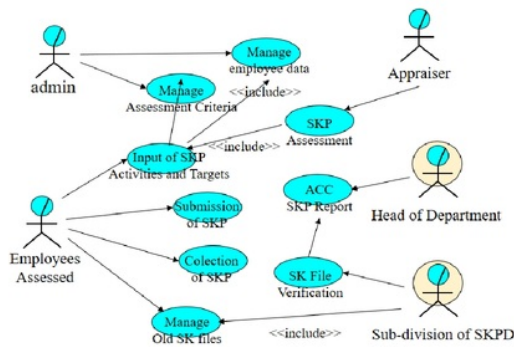 Manage
employee data
admin
Appraiser
Manage
Assessment Criteria
<<include>>
SKP
Assessment
<<include>>
Input of SKP
Activities and Targets
ACC
SKP Report
Submission
of SKP
Head of Department
Employees
Assessed
Colection
of SKP
SK File
Verification
Manage
Old SK files
<<include>>
Sub-division of SKPD